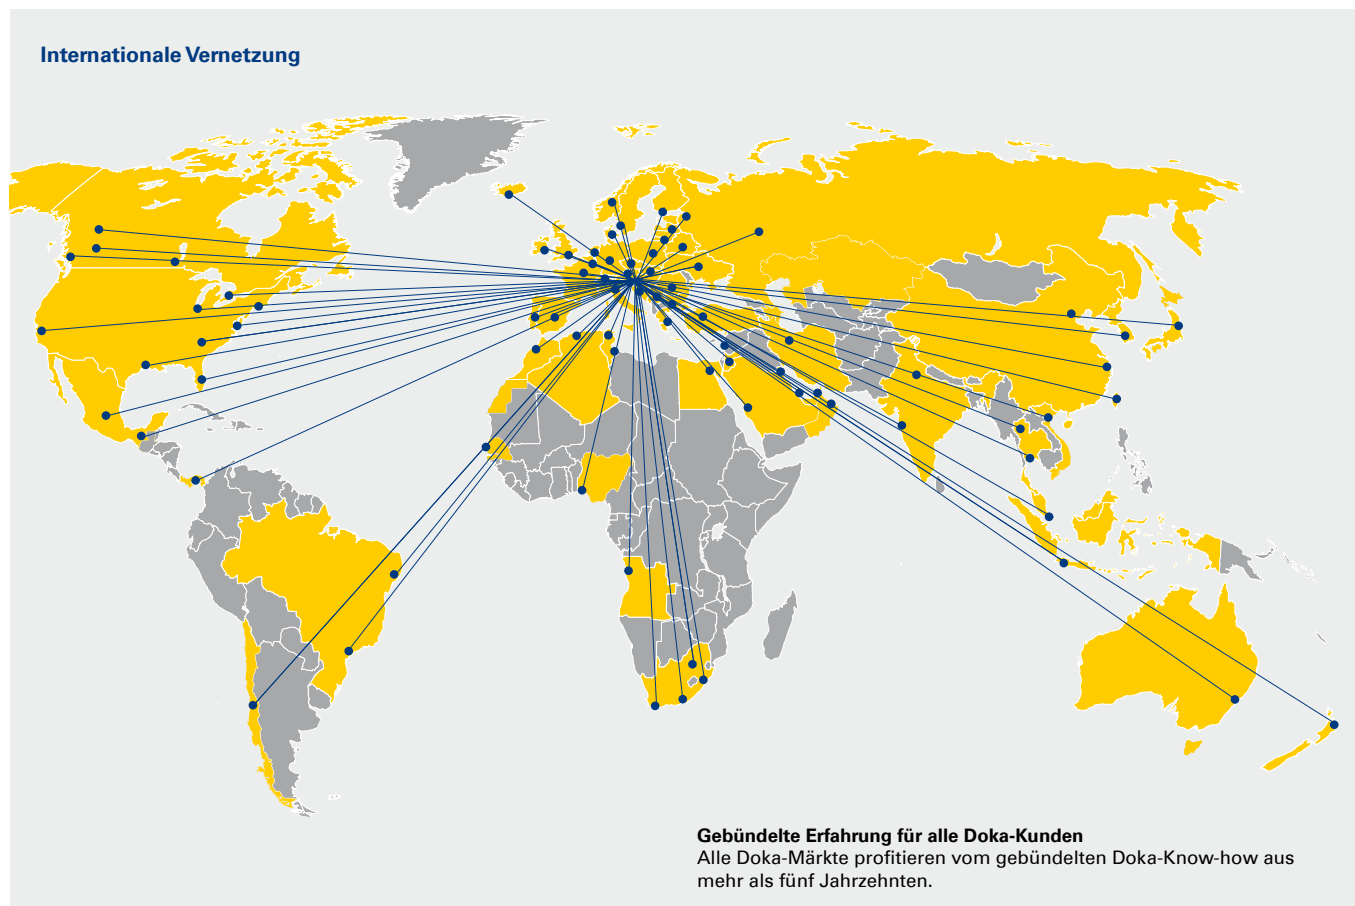 Internationale Vernetzung
Gebündelte Erfahrung für alle Doka-Kunden
Alle Doka-Märkte profitieren vom gebündelten Doka-Know-how aus
mehr als fünf Jahrzehnten.